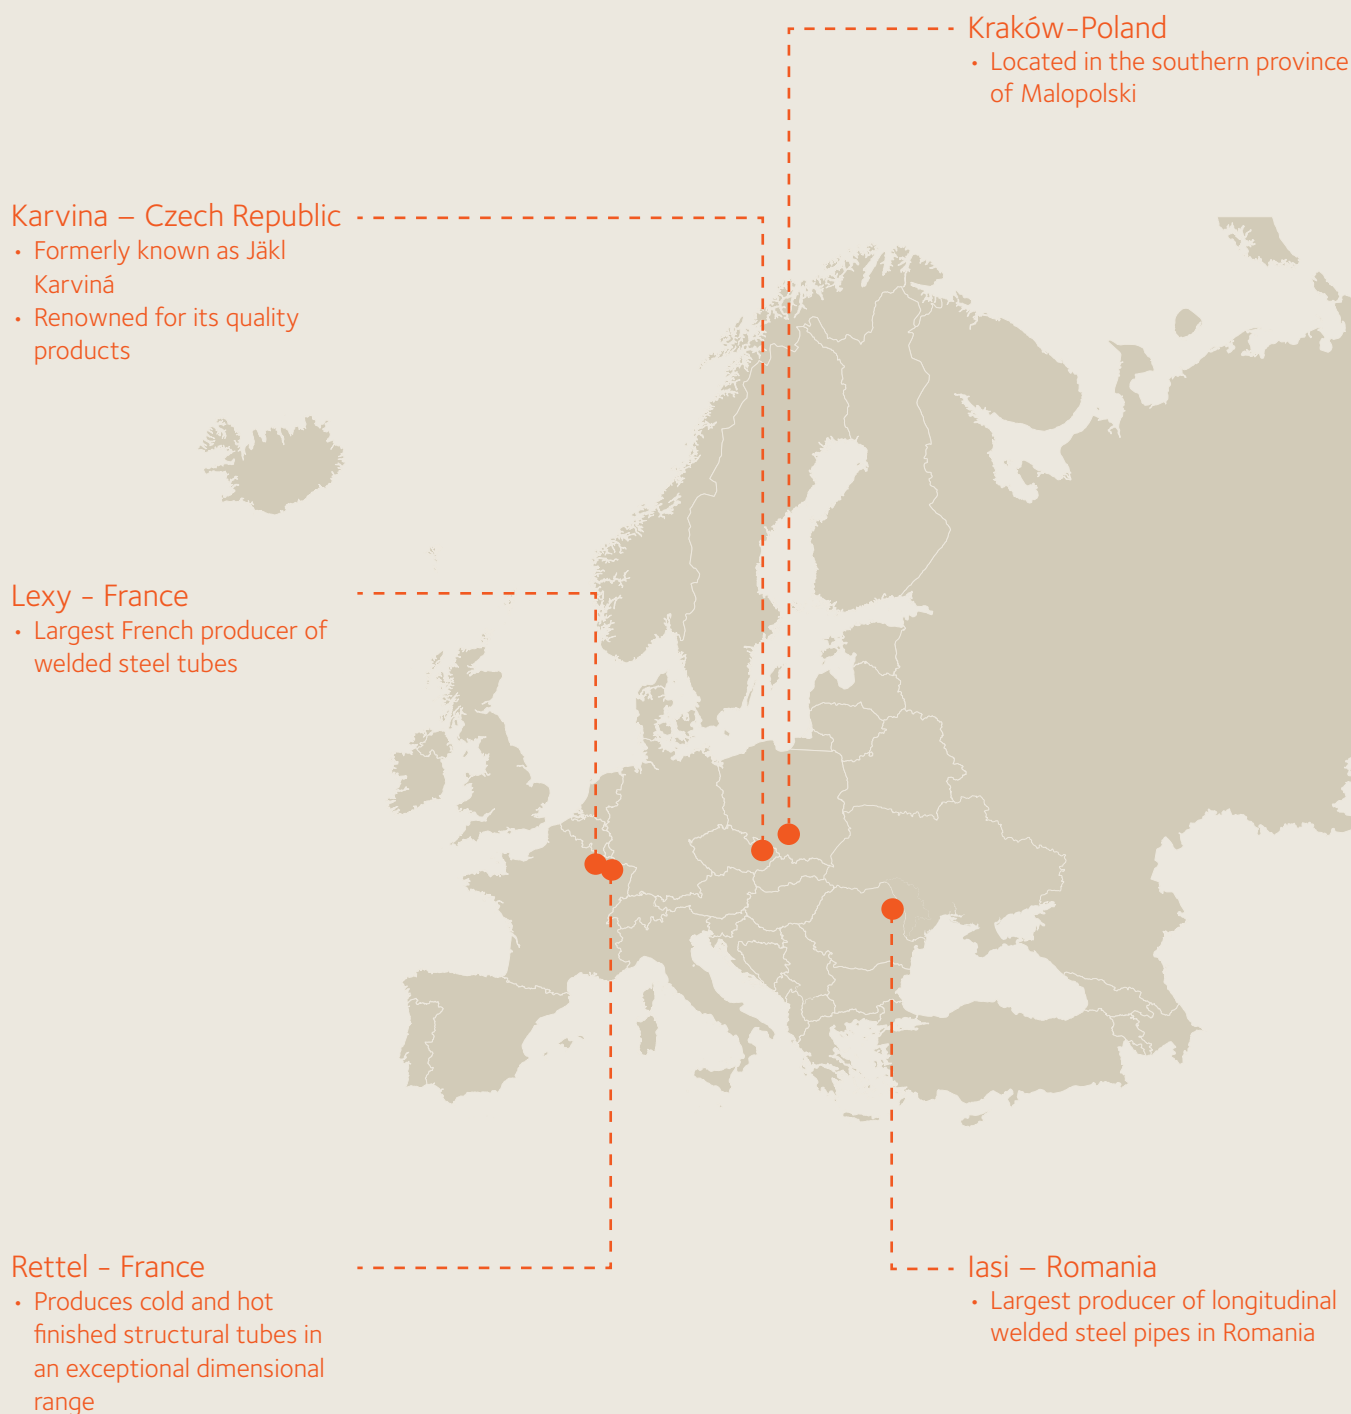 Kraków-Poland
• Located in the southern province
of Malopolski
Karvina – Czech Republic
• Formerly known as Jäkl
Karviná
• Renowned for its quality
products
Lexy - France
• Largest French producer of
welded steel tubes
Rettel - France
• Produces cold and hot
finished structural tubes in
an exceptional dimensional
range
Iasi – Romania
• Largest producer of longitudinal
welded steel pipes in Romania